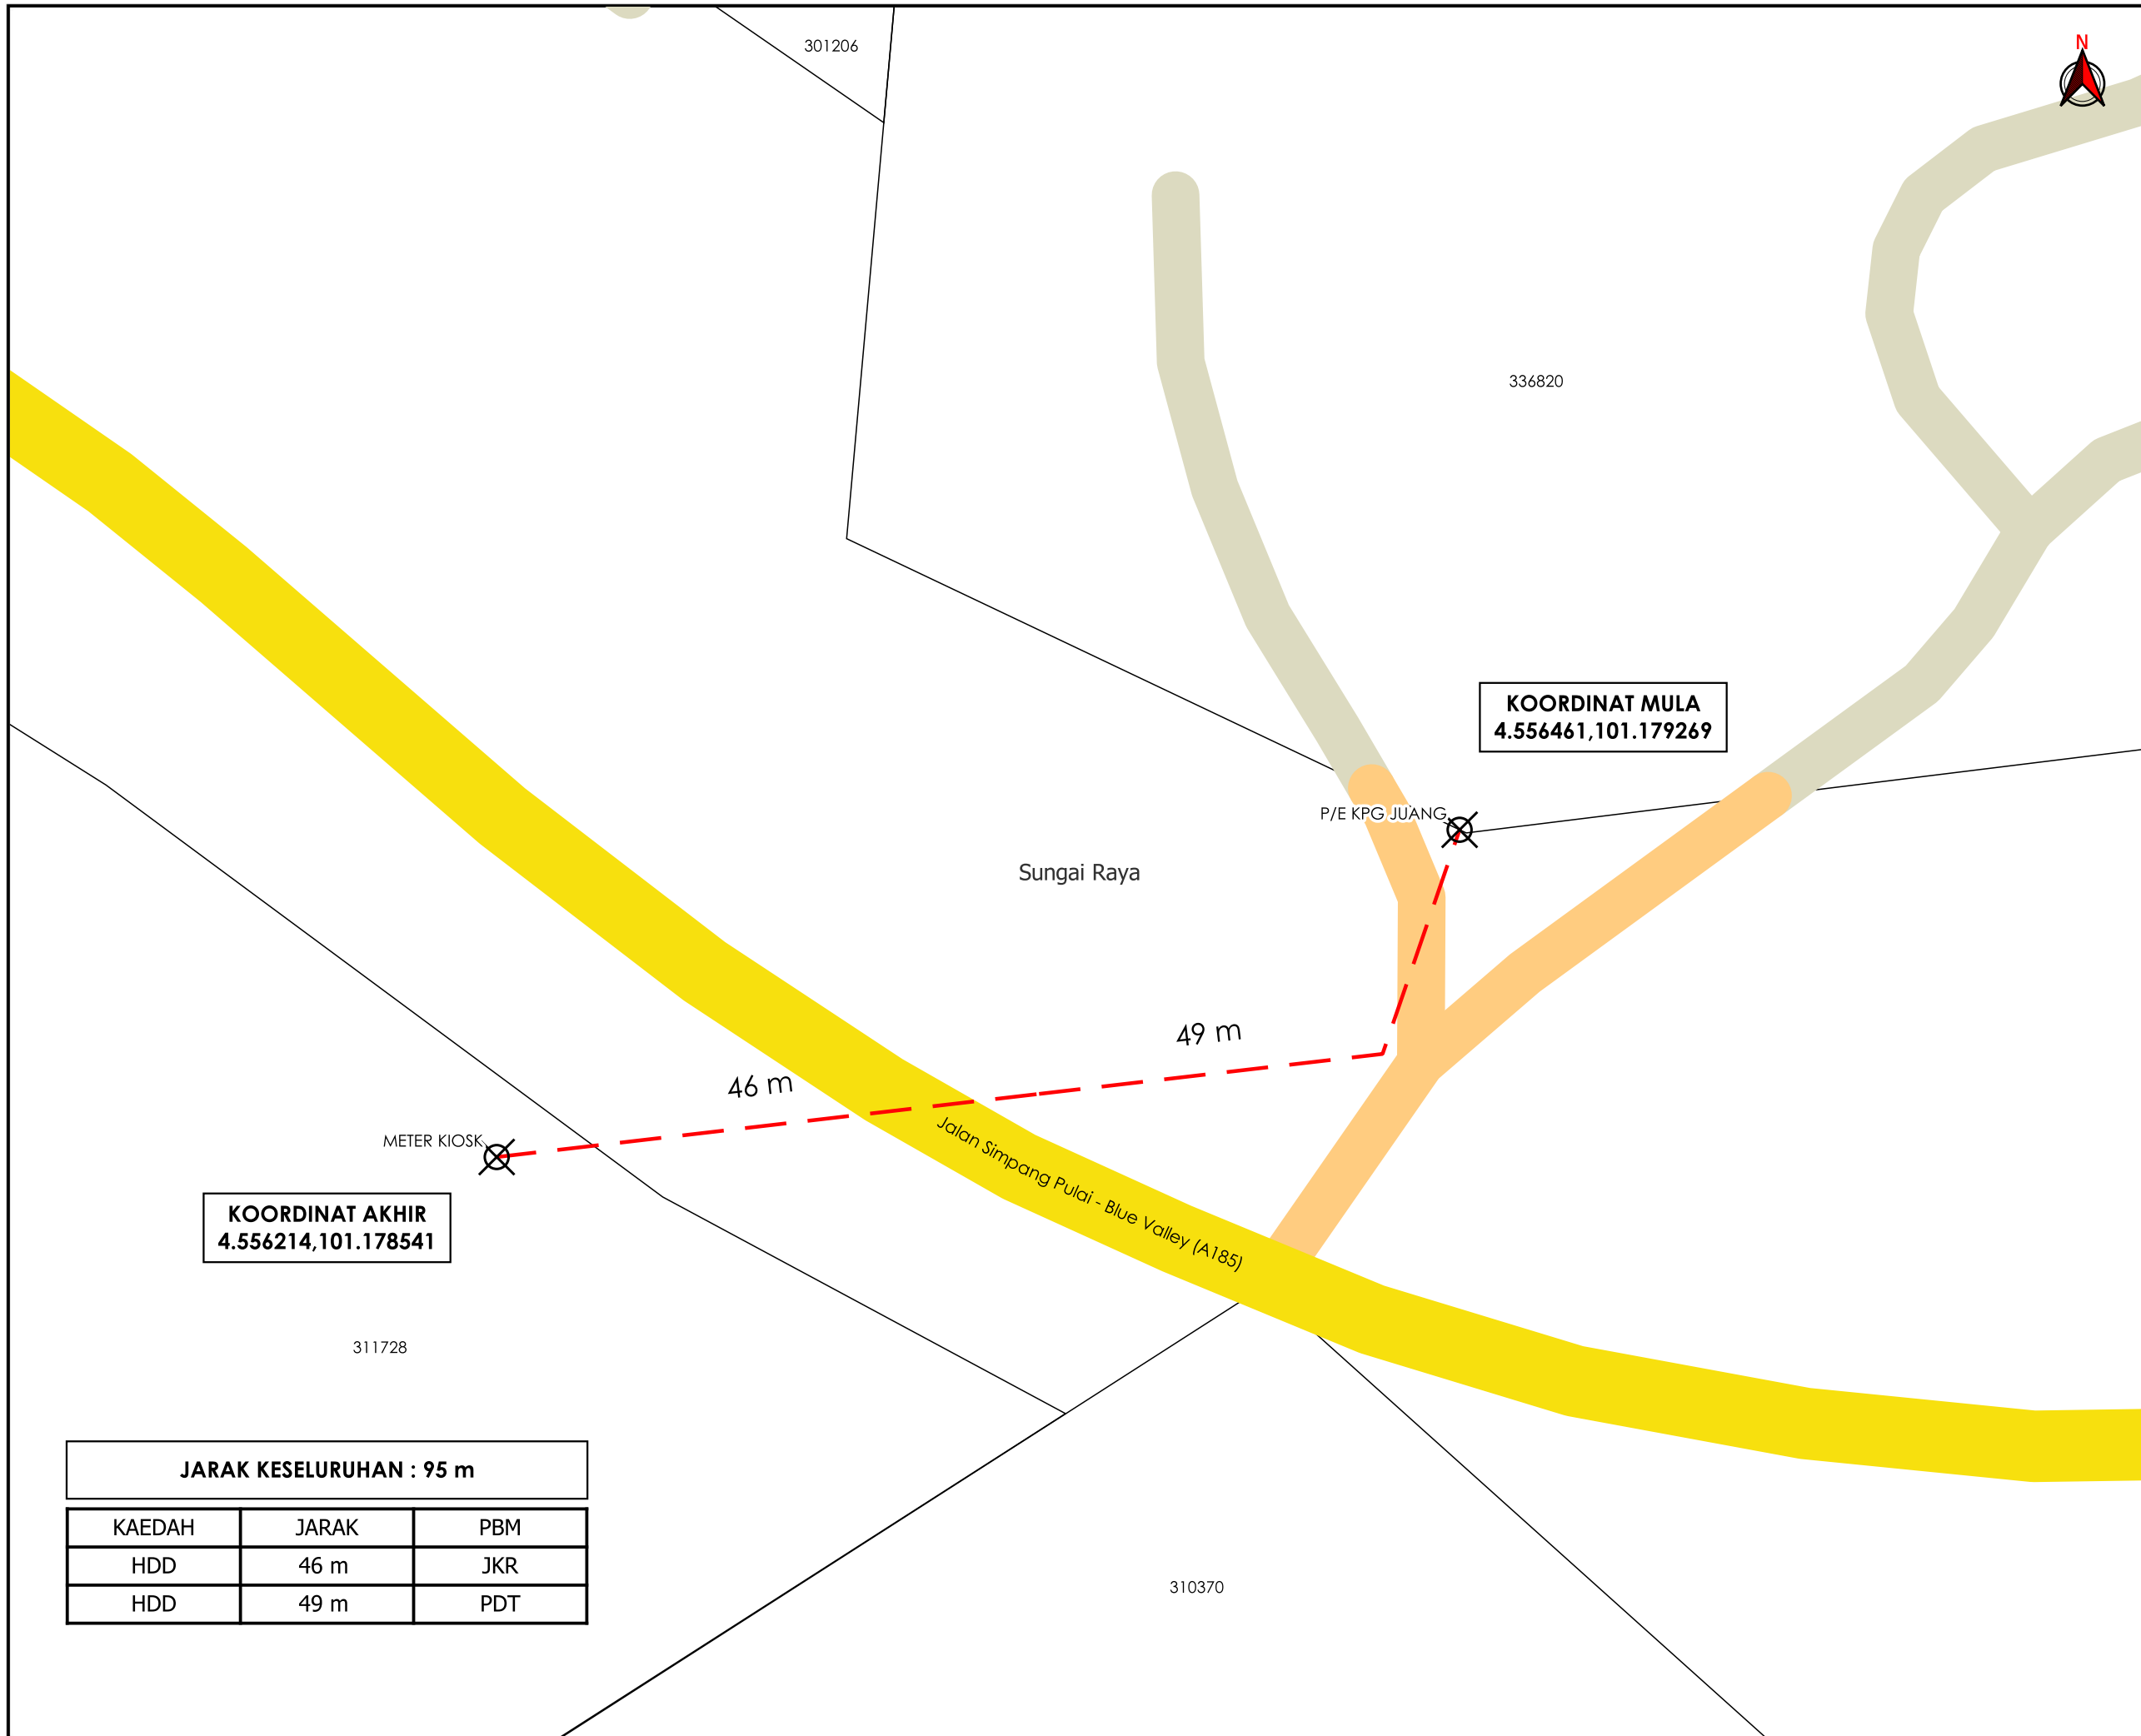 301206
N
336820
KOORDINAT MULA
4.556461,101.179269
P/E KPG JUANG
Sungai Raya
49 m
46 m
Jalan Simpang Pulai - Blue Valley (A185)
METER KIOSK
KOORDINAT AKHIR
4.556214,101.178541
311728
JARAK KESELURUHAN : 95 m
KAEDAH JARAK PBM
HDD 46 m JKR
HDD 49 m PDT
310370